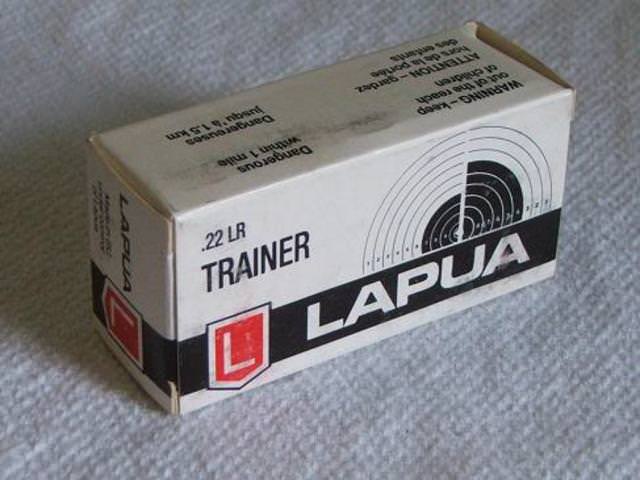 WARNING – keep
out of the reach
of children
ATTENTION – gardez
hors de la portée
des enfants
Dangerous
within 1 mile
Dangereuses
jusqu'à 1.5 km
.22 LR
TRAINER
LAPUA
L
LAPUA
L